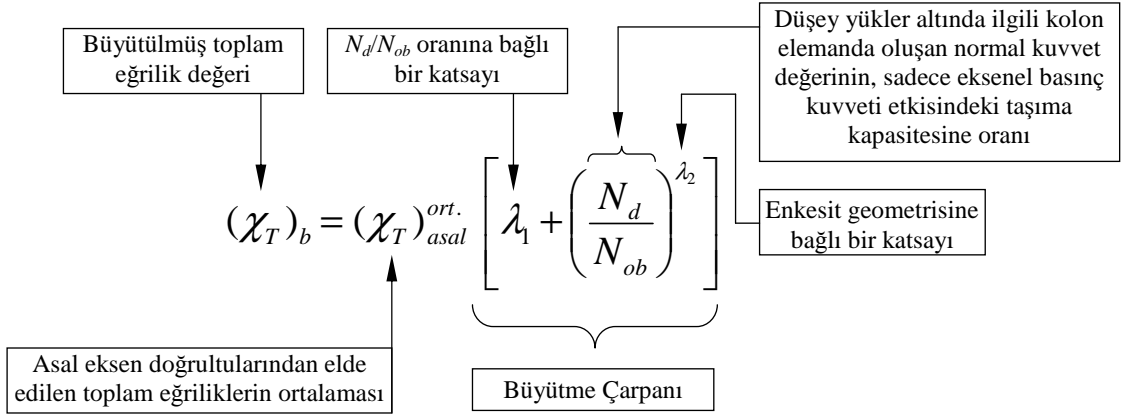 Büyütülmüş toplam
eğrilik değeri
N_d/N_ob oranına bağlı
bir katsayı
Düşey yükler altında ilgili kolon
elemanda oluşan normal kuvvet
değerinin, sadece eksenel basınç
kuvveti etkisindeki taşıma
kapasitesine oranı
(χ_T)_b = (χ_T)_asal^ort. [λ_1 + (N_d / N_ob)^λ_2]
Enkesit geometrisine
bağlı bir katsayı
Asal eksen doğrultularından elde
edilen toplam eğriliklerin ortalaması
Büyütme Çarpanı